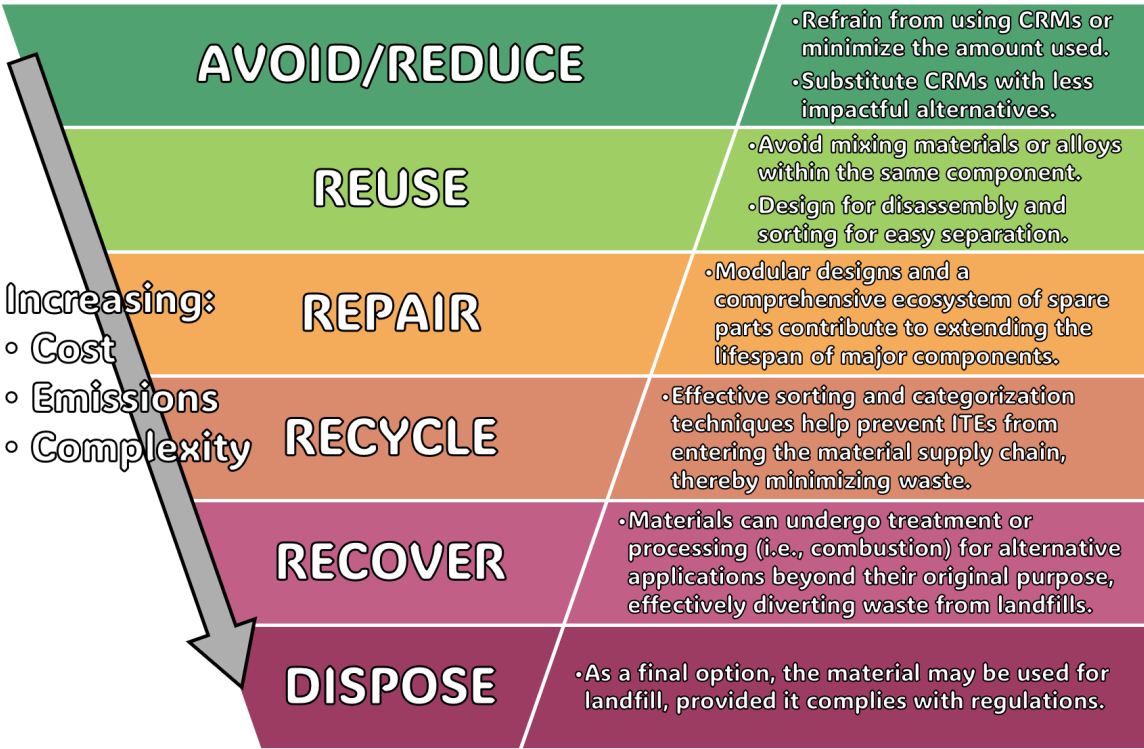 AVOID/REDUCE
•Refrain from using CRMs or
minimize the amount used.
•Substitute CRMs with less
impactful alternatives.
REUSE
•Avoid mixing materials or alloys
within the same component.
•Design for disassembly and
sorting for easy separation.
Increasing:
• Cost
• Emissions
• Complexity
REPAIR
•Modular designs and a
comprehensive ecosystem of spare
parts contribute to extending the
lifespan of major components.
RECYCLE
•Effective sorting and categorization
techniques help prevent ITEs from
entering the material supply chain,
thereby minimizing waste.
RECOVER
•Materials can undergo treatment or
processing (i.e., combustion) for alternative
applications beyond their original purpose,
effectively diverting waste from landfills.
DISPOSE
•As a final option, the material may be used for
landfill, provided it complies with regulations.